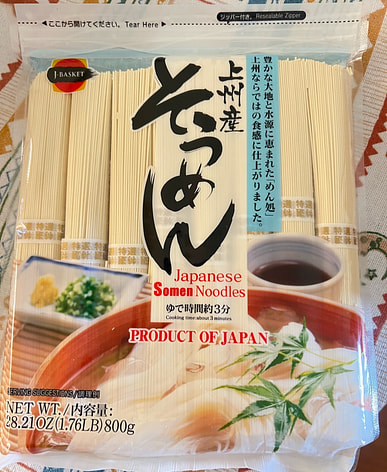 ジッパー付き。 Resealable Zipper
◀ここから開けてください。 Tear Here ▶
J-BASKET
上州産
そうめん
豊かな大地と水源に恵まれた「めん処」
上州ならではの食感に仕上がりました。
Japanese
Somen Noodles
ゆで時間約3分
Cooking time about 3 minutes
PRODUCT OF JAPAN
SERVING SUGGESTIONS/調理例
NET WT./内容量:
28.21OZ(1.76LB)800g